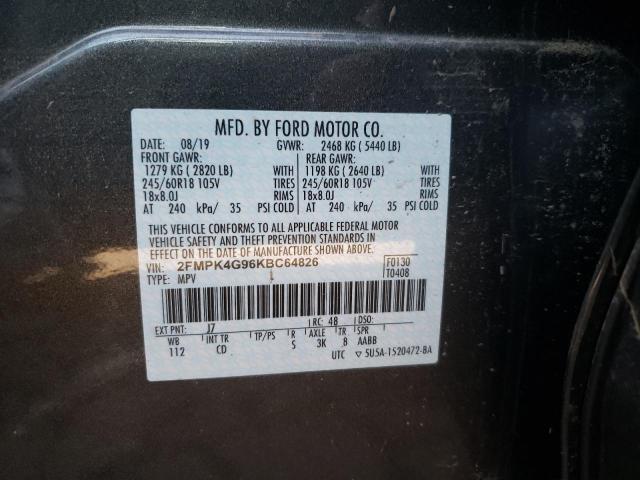 MFD. BY FORD MOTOR CO.
DATE: 08/19 GVWR: 2468 KG ( 5440 LB)
FRONT GAWR: REAR GAWR:
1279 KG ( 2820 LB) WITH 1198 KG ( 2640 LB) WITH
245/60R18 105V TIRES 245/60R18 105V TIRES
18x8.0J RIMS 18x8.0J RIMS
AT 240 kPa/ 35 PSI COLD AT 240 kPa/ 35 PSI COLD
THIS VEHICLE CONFORMS TO ALL APPLICABLE FEDERAL MOTOR
VEHICLE SAFETY AND THEFT PREVENTION STANDARDS IN
EFFECT ON THE DATE OF MANUFACTURE SHOWN ABOVE.
VIN: 2FMPK4G96KBC64826 F0130
TYPE: MPV T0408
EXT PNT: J7 RC: 48 DSO:
WB INT TR TP/PS R AXLE TR SPR
112 CD S 3K 8 AABB
UTC ▽ 5U5A-1520472-BA